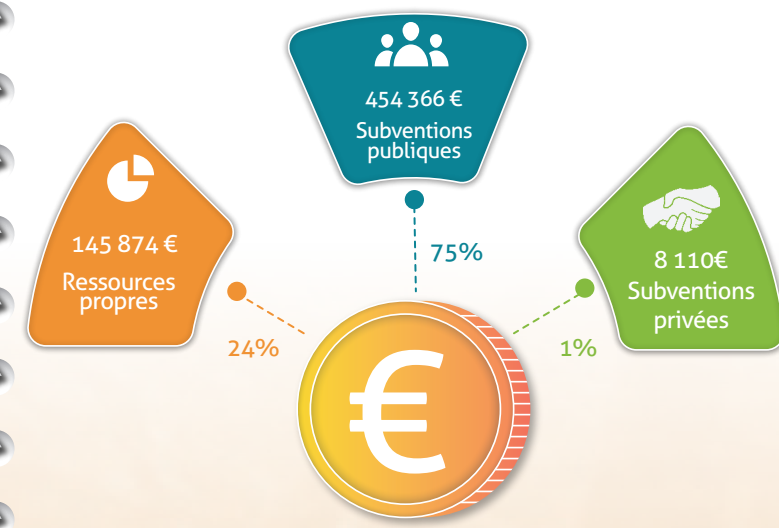 454 366 €
Subventions
publiques
145 874 €
Ressources
propres
8 110€
Subventions
privées
75%
24%
1%
€